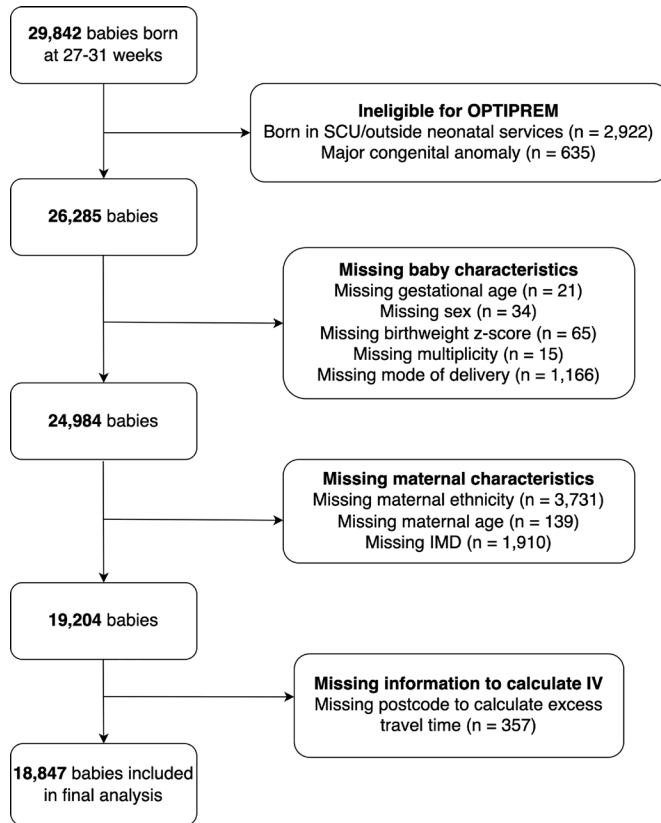 29,842 babies born
at 27-31 weeks
Ineligible for OPTIPREM
Born in SCU/outside neonatal services (n = 2,922)
Major congenital anomaly (n = 635)
26,285 babies
Missing baby characteristics
Missing gestational age (n = 21)
Missing sex (n = 34)
Missing birthweight z-score (n = 65)
Missing multiplicity (n = 15)
Missing mode of delivery (n = 1,166)
24,984 babies
Missing maternal characteristics
Missing maternal ethnicity (n = 3,731)
Missing maternal age (n = 139)
Missing IMD (n = 1,910)
19,204 babies
Missing information to calculate IV
Missing postcode to calculate excess
travel time (n = 357)
18,847 babies included
in final analysis